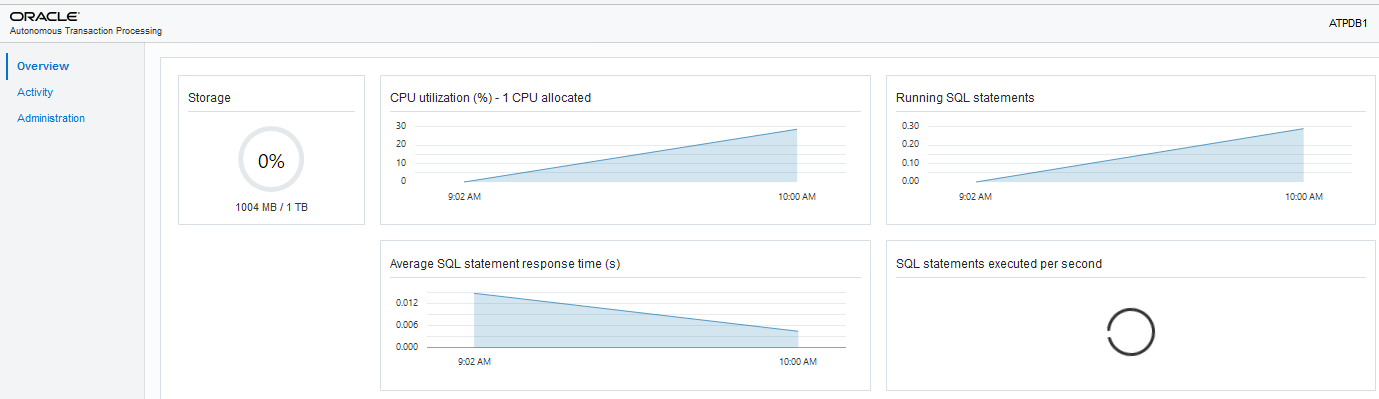 ORACLE
Autonomous Transaction Processing
ATPDB1
Overview
Activity
Administration
Storage
0%
1004 MB / 1 TB
CPU utilization (%) - 1 CPU allocated
30
20
10
0
9:02 AM 10:00 AM
Running SQL statements
0.30
0.20
0.10
0.00
9:02 AM 10:00 AM
Average SQL statement response time (s)
0.012
0.006
0.000
9:02 AM 10:00 AM
SQL statements executed per second